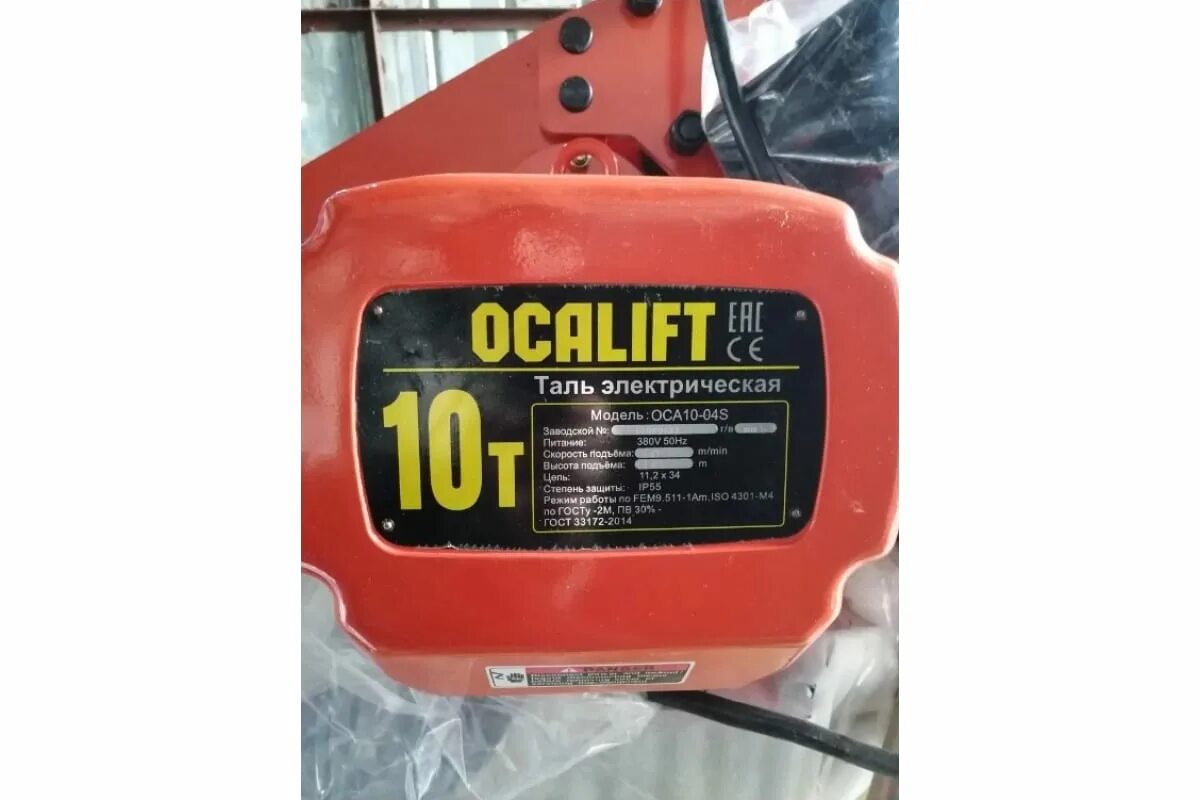 OCALIFT
EAC
CE
Таль электрическая
10т
Модель: ОСА10-04S
Заводской №: г/в
Питание: 380V 50Hz
Скорость подъёма: m/min
Высота подъёма: m
Цепь: 11,2 x 34
Степень защиты: IP55
Режим работы по FEM9.511-1Am, ISO 4301-M4
по ГОСТу -2М, ПВ 30% -
ГОСТ 33172-2014
DANGER